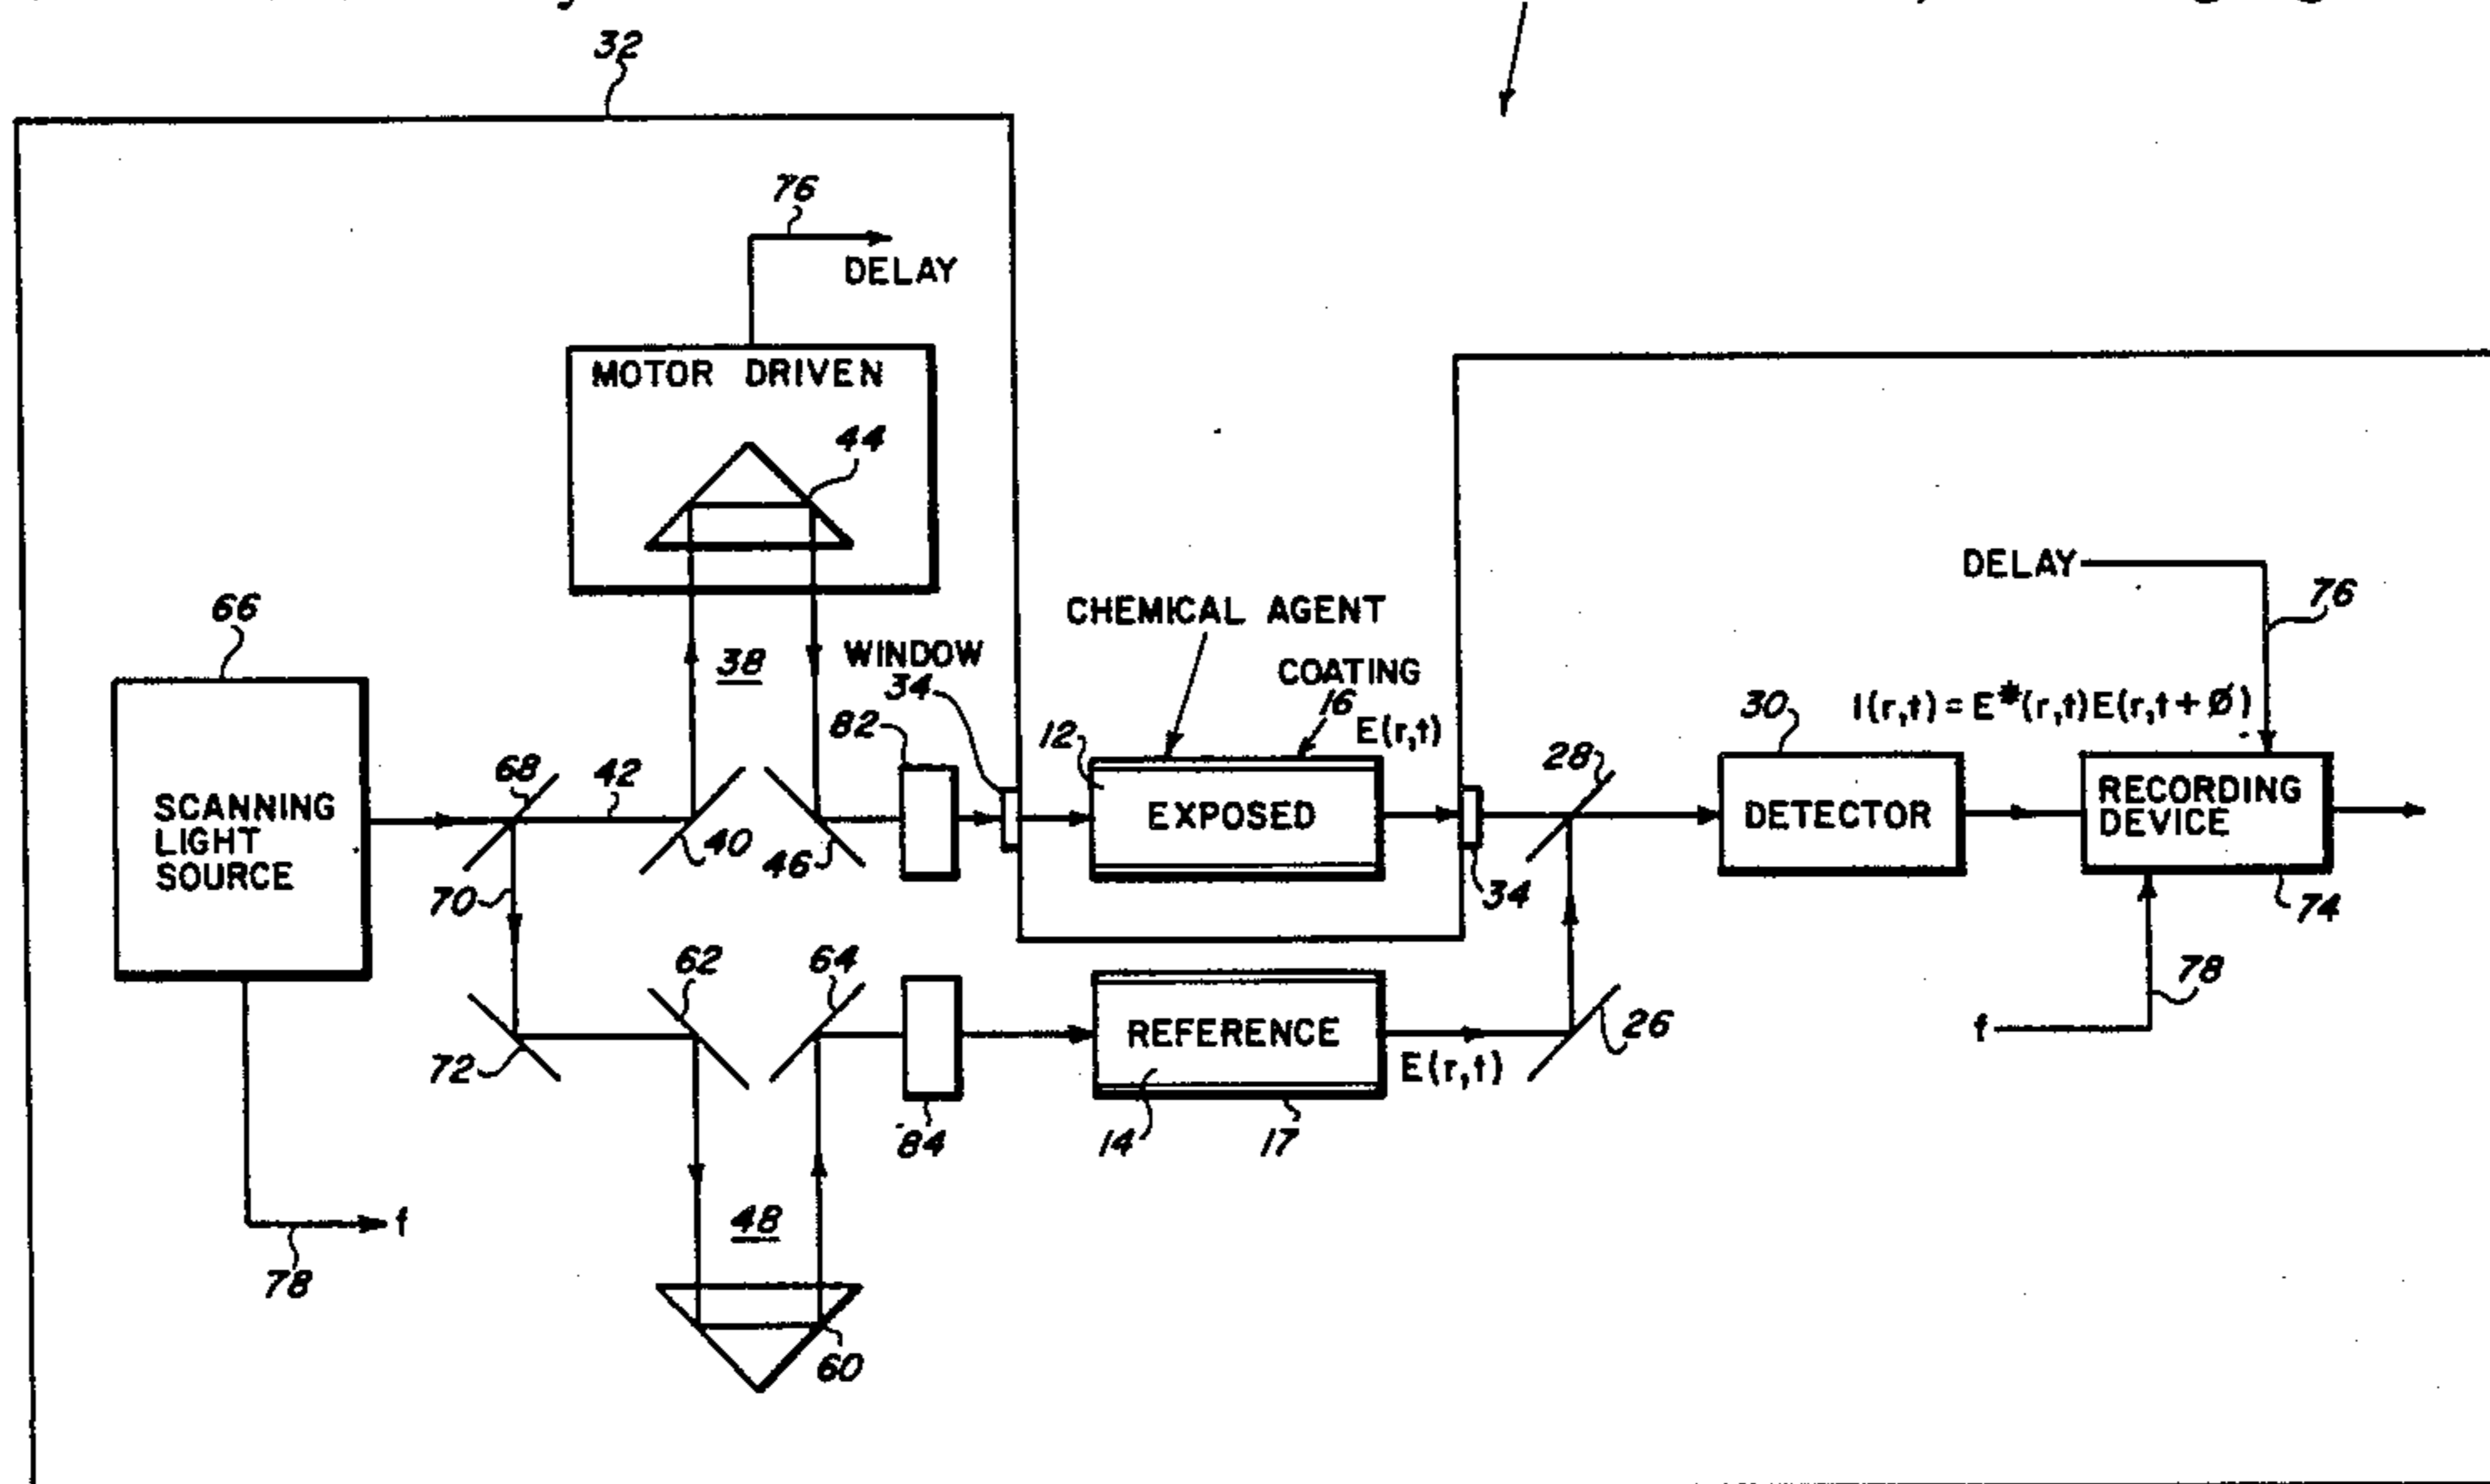 32
76
DELAY
MOTOR DRIVEN
44
66
38
WINDOW
34
82
CHEMICAL AGENT
COATING
16
E(r,t)
12
DELAY
76
30
I(r,t) = E*(r,t)E(r,t+Ø)
28
68
42
SCANNING
LIGHT
SOURCE
40
46
EXPOSED
DETECTOR
RECORDING
DEVICE
70
34
74
62
64
78
72
REFERENCE
26
f
E(r,t)
84
14
17
48
f
78
60